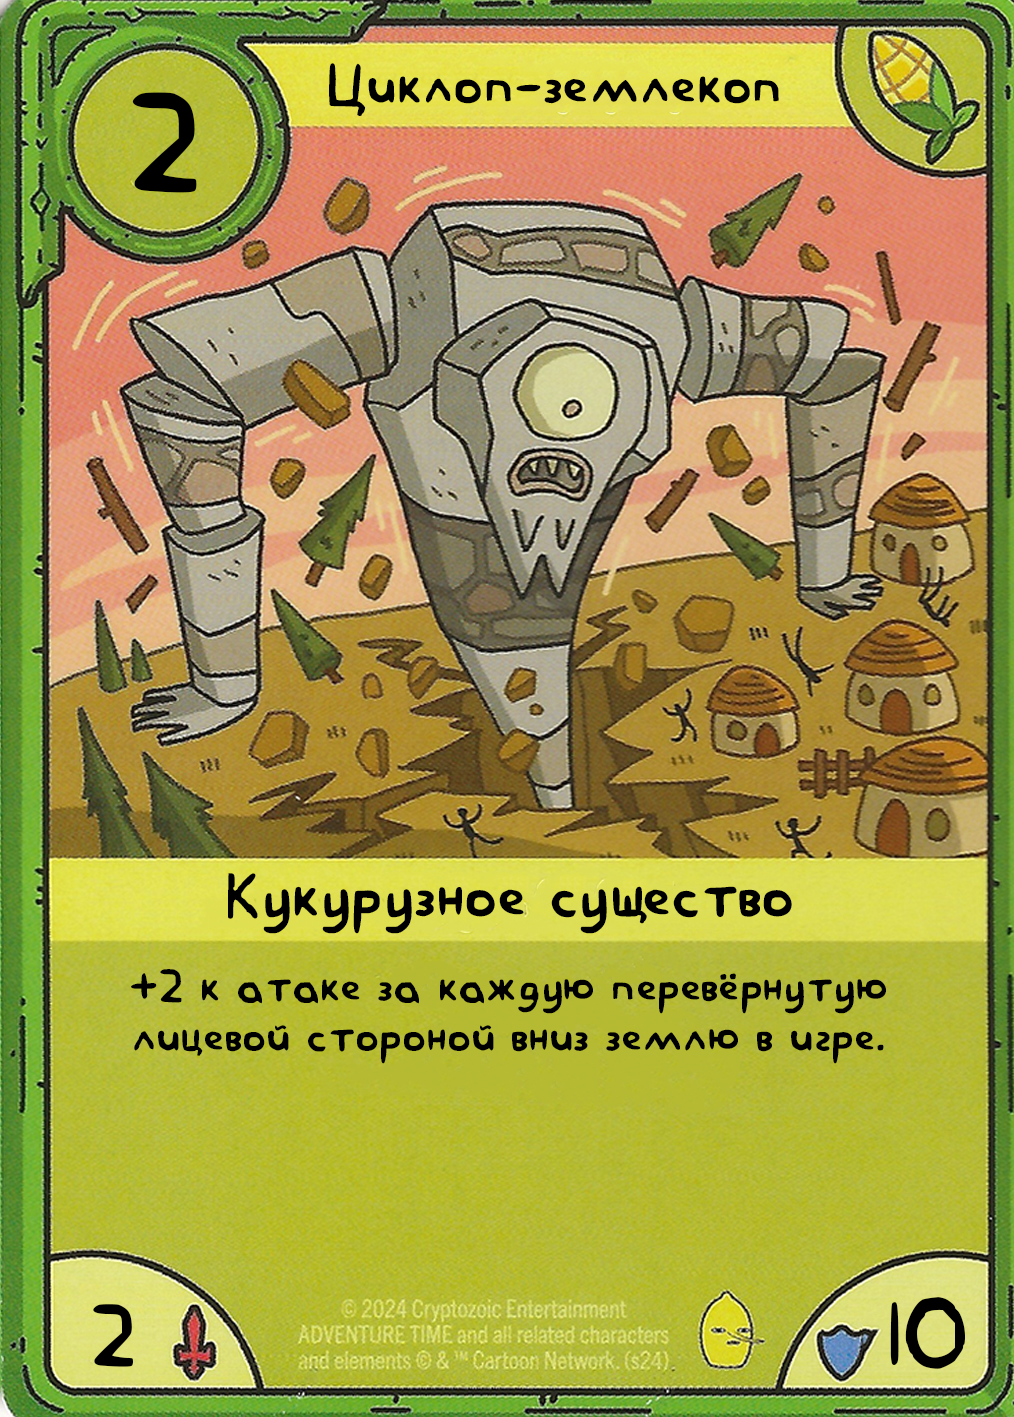 2
Циклоп-землекоп
Кукурузное существо
+2 к атаке за каждую перевёрнутую
лицевой стороной вниз землю в игре.
2
10
© 2024 Cryptozoic Entertainment
ADVENTURE TIME and all related characters
and elements © & ™ Cartoon Network. (s24).